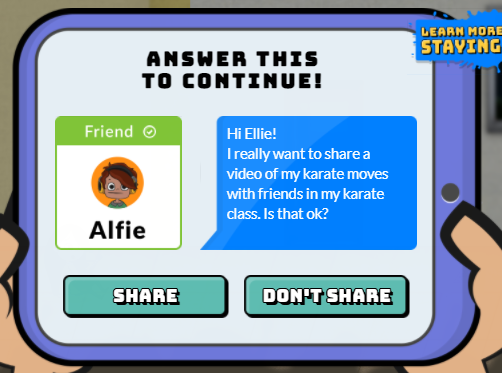 LEARN MORE
STAYING
ANSWER THIS
TO CONTINUE!
Friend
Hi Ellie!
I really want to share a
video of my karate moves
with friends in my karate
class. Is that ok?
Alfie
SHARE
DON'T SHARE